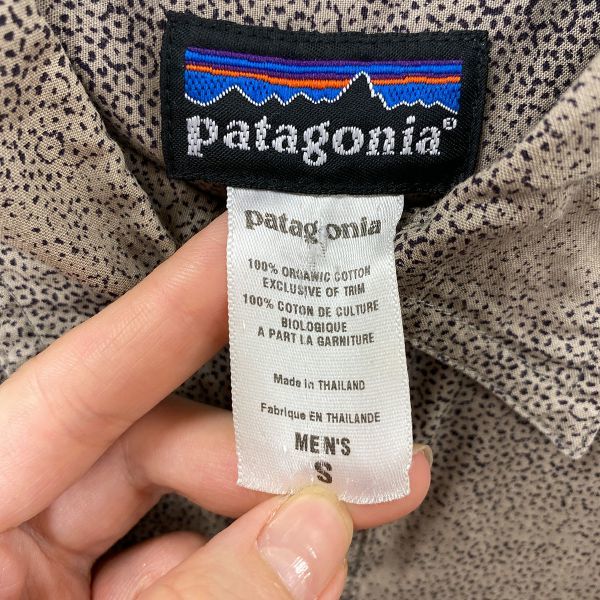 patagonia®
patagonia
100% ORGANIC COTTON
EXCLUSIVE OF TRIM
100% COTON DE CULTURE
BIOLOGIQUE
A PART LA GARNITURE
Made in THAILAND
Fabrique EN THAILANDE
MEN'S
S